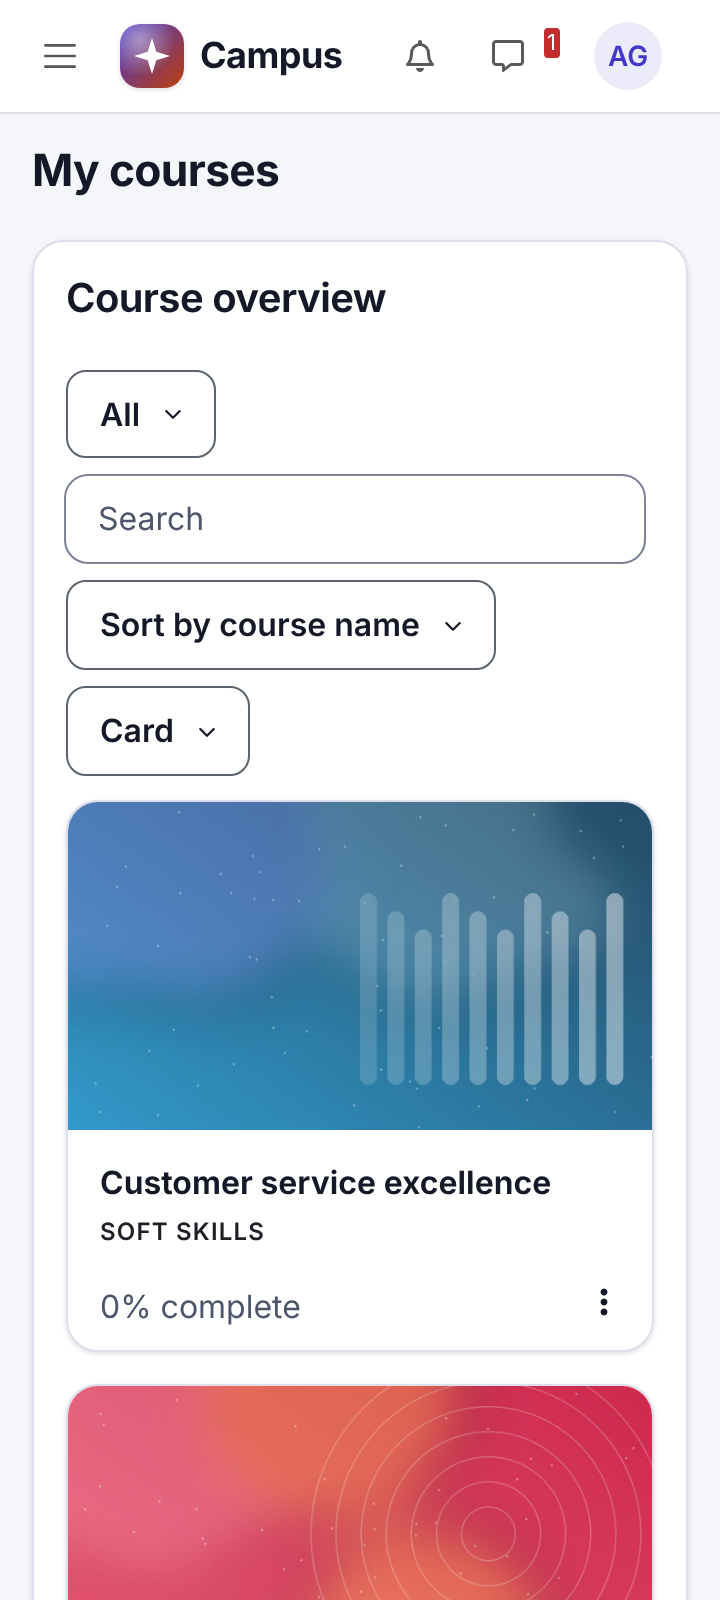 Campus
1
AG
My courses
Course overview
All
Search
Sort by course name
Card
Customer service excellence
SOFT SKILLS
0% complete